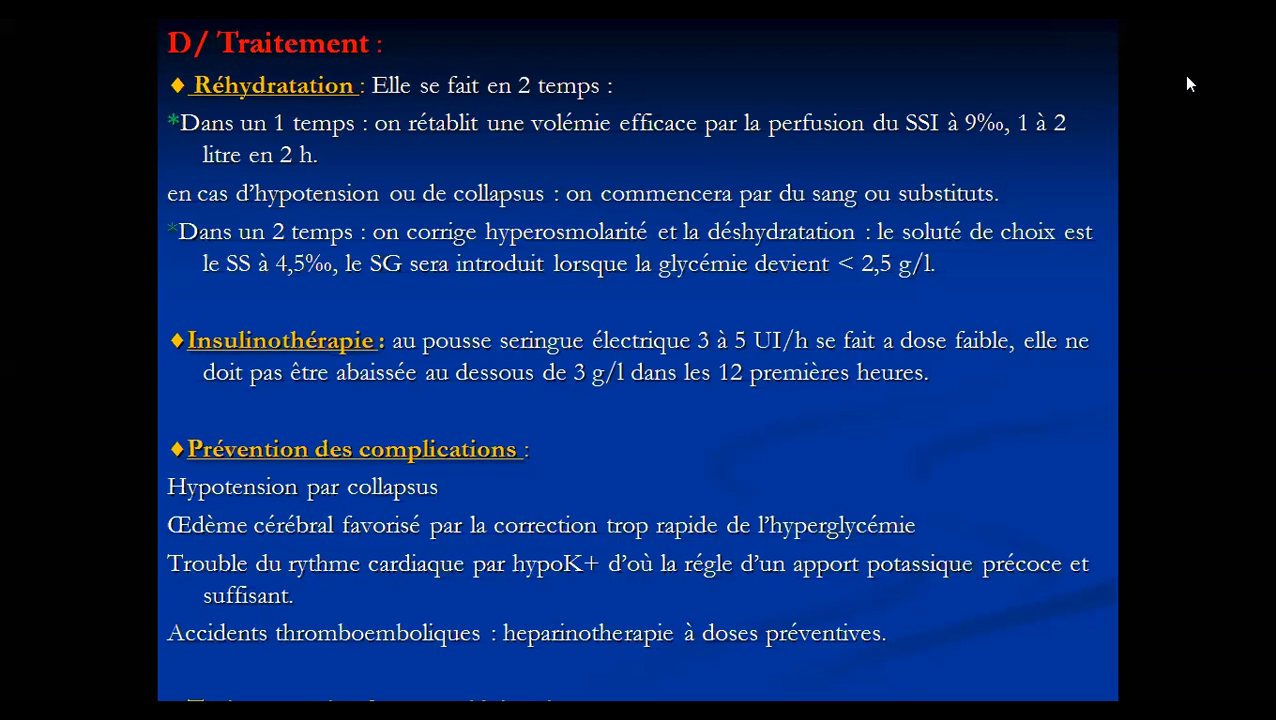 D/ Traitement :
♦ Réhydratation : Elle se fait en 2 temps :
*Dans un 1 temps : on rétablit une volémie efficace par la perfusion du SSI à 9‰, 1 à 2
litre en 2 h.
en cas d’hypotension ou de collapsus : on commencera par du sang ou substituts.
*Dans un 2 temps : on corrige hyperosmolarité et la déshydratation : le soluté de choix est
le SS à 4,5‰, le SG sera introduit lorsque la glycémie devient < 2,5 g/l.
♦Insulinothérapie : au pousse seringue électrique 3 à 5 UI/h se fait a dose faible, elle ne
doit pas être abaissée au dessous de 3 g/l dans les 12 premières heures.
♦Prévention des complications :
Hypotension par collapsus
Œdème cérébral favorisé par la correction trop rapide de l’hyperglycémie
Trouble du rythme cardiaque par hypoK+ d’où la régle d’un apport potassique précoce et
suffisant.
Accidents thromboemboliques : heparinotherapie à doses préventives.